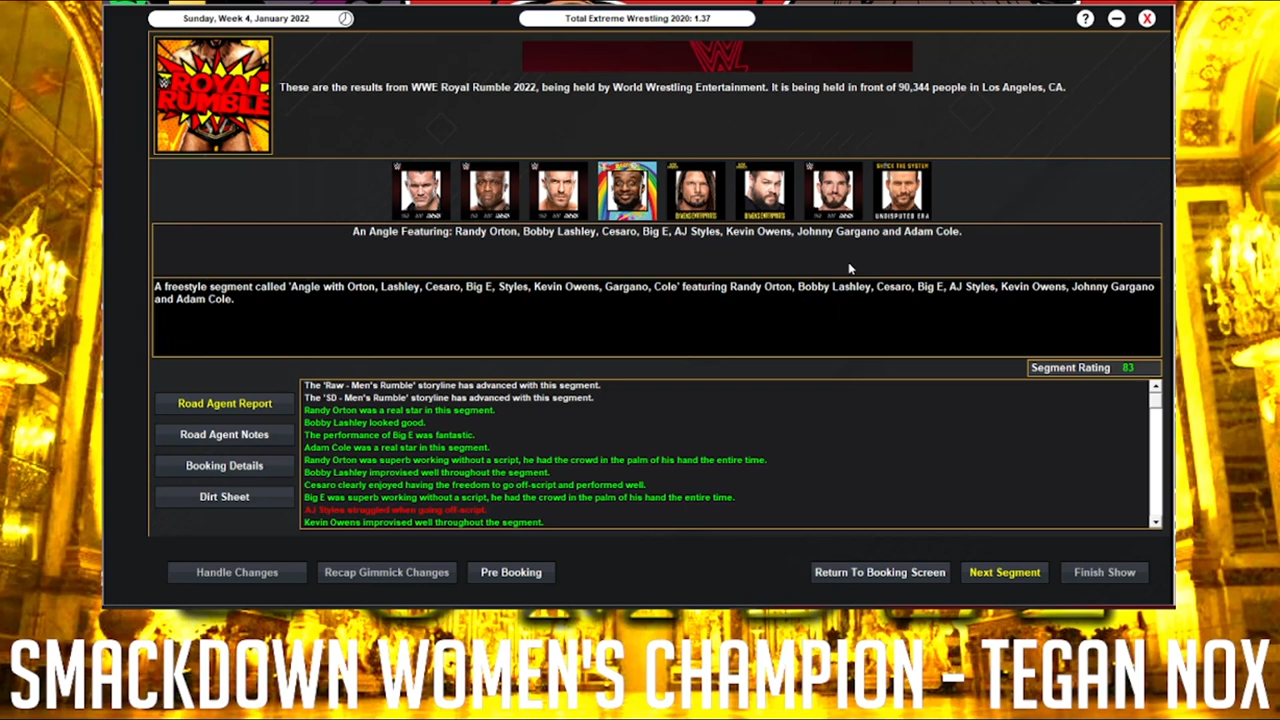 Sunday, Week 4, January 2022
Total Extreme Wrestling 2020: 1.37
?
X
ROYAL
RUMBLE
These are the results from WWE Royal Rumble 2022, being held by World Wrestling Entertainment. It is being held in front of 90,344 people in Los Angeles, CA.
SHOCK THE SYSTEM
UNDISPUTED ERA
An Angle Featuring: Randy Orton, Bobby Lashley, Cesaro, Big E, AJ Styles, Kevin Owens, Johnny Gargano and Adam Cole.
A freestyle segment called 'Angle with Orton, Lashley, Cesaro, Big E, Styles, Kevin Owens, Gargano, Cole' featuring Randy Orton, Bobby Lashley, Cesaro, Big E, AJ Styles, Kevin Owens, Johnny Gargano
and Adam Cole.
Segment Rating 83
Road Agent Report
Road Agent Notes
Booking Details
Dirt Sheet
The 'Raw - Men's Rumble' storyline has advanced with this segment.
The 'SD - Men's Rumble' storyline has advanced with this segment.
Randy Orton was a real star in this segment.
Bobby Lashley looked good.
The performance of Big E was fantastic.
Adam Cole was a real star in this segment.
Randy Orton was superb working without a script, he had the crowd in the palm of his hand the entire time.
Bobby Lashley improvised well throughout the segment.
Cesaro clearly enjoyed having the freedom to go off-script and performed well.
Big E was superb working without a script, he had the crowd in the palm of his hand the entire time.
AJ Styles struggled when going off-script.
Kevin Owens improvised well throughout the segment.
Handle Changes
Recap Gimmick Changes
Pre Booking
Return To Booking Screen
Next Segment
Finish Show
SMACKDOWN WOMEN'S CHAMPION - TEGAN NOX